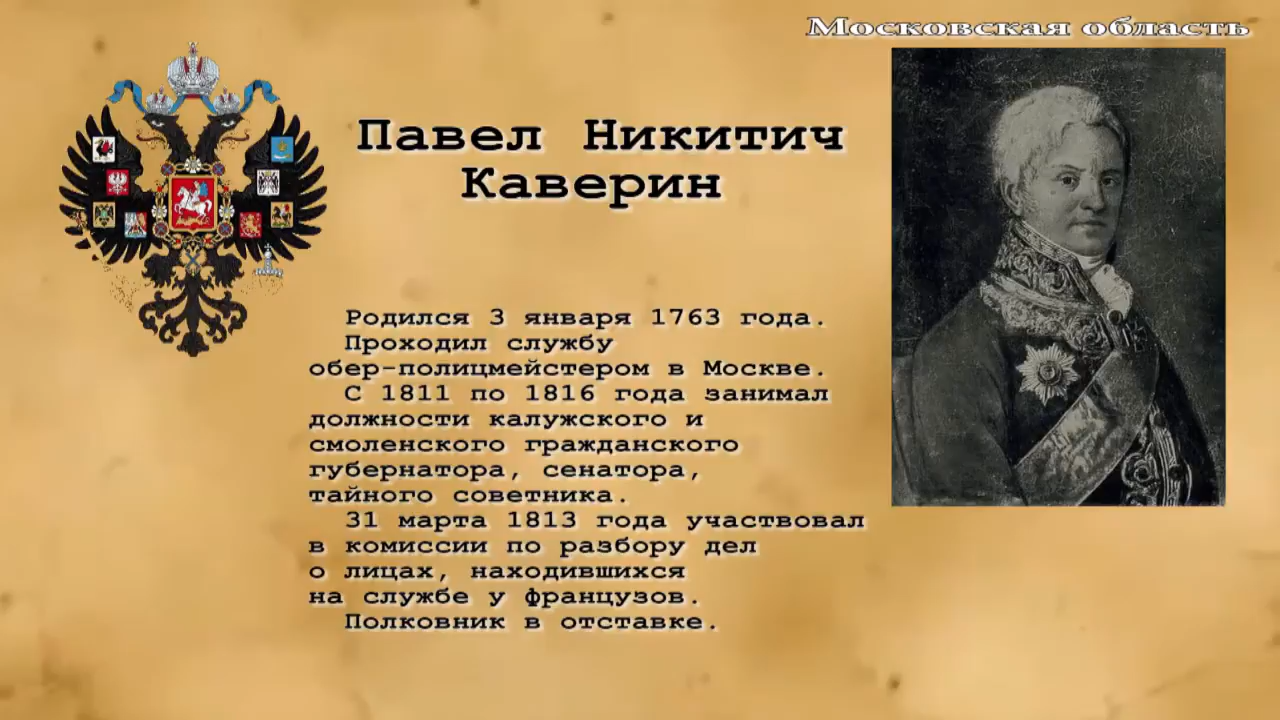 Московская область
Павел Никитич
Каверин
Родился 3 января 1763 года.
Проходил службу
обер-полицмейстером в Москве.
С 1811 по 1816 года занимал
должности калужского и
смоленского гражданского
губернатора, сенатора,
тайного советника.
31 марта 1813 года участвовал
в комиссии по разбору дел
о лицах, находившихся
на службе у французов.
Полковник в отставке.